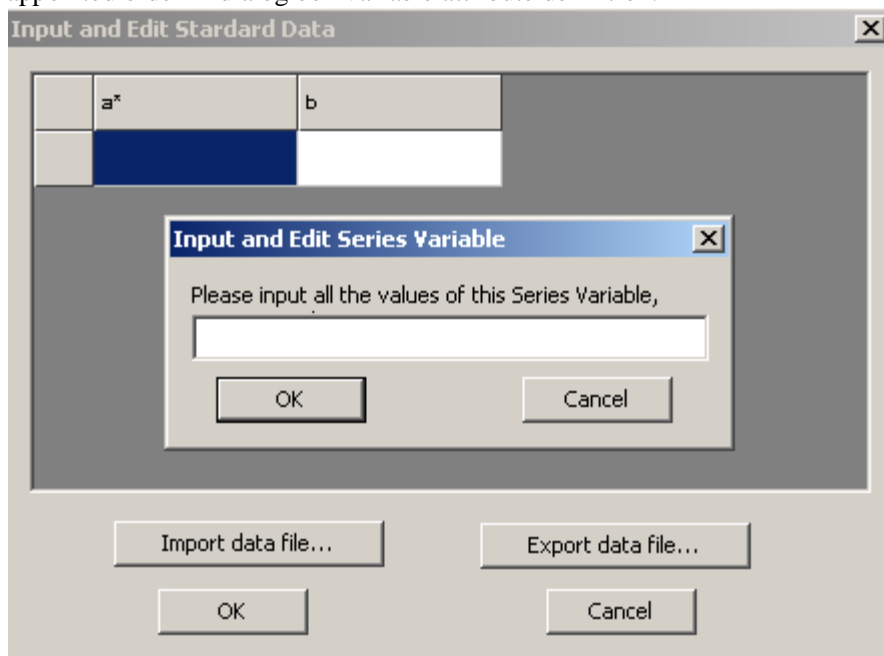 Input and Edit Stardard Data
a* b
Input and Edit Series Variable
Please input all the values of this Series Variable,
OK Cancel
Import data file... Export data file...
OK Cancel